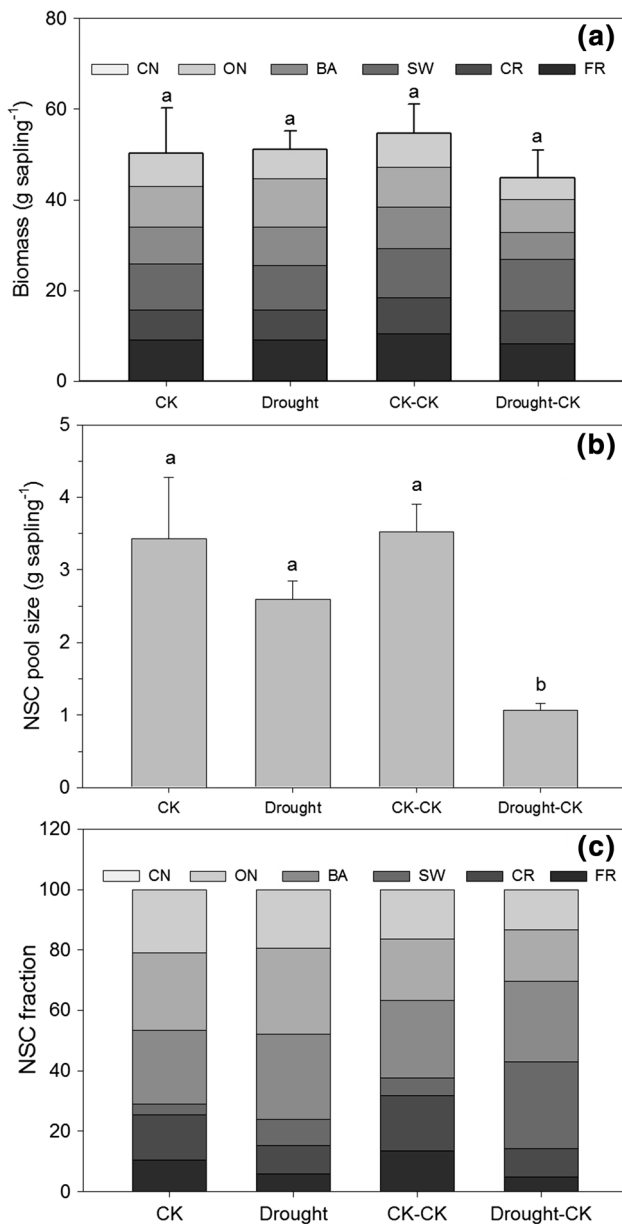 (a)
80
60
40
20
0
Biomass (g sapling⁻¹)
CN ON BA SW CR FR
a a a a
CK Drought CK-CK Drought-CK
(b)
5
4
3
2
1
0
NSC pool size (g sapling⁻¹)
a a a b
CK Drought CK-CK Drought-CK
(c)
120
100
80
60
40
20
0
NSC fraction
CN ON BA SW CR FR
CK Drought CK-CK Drought-CK